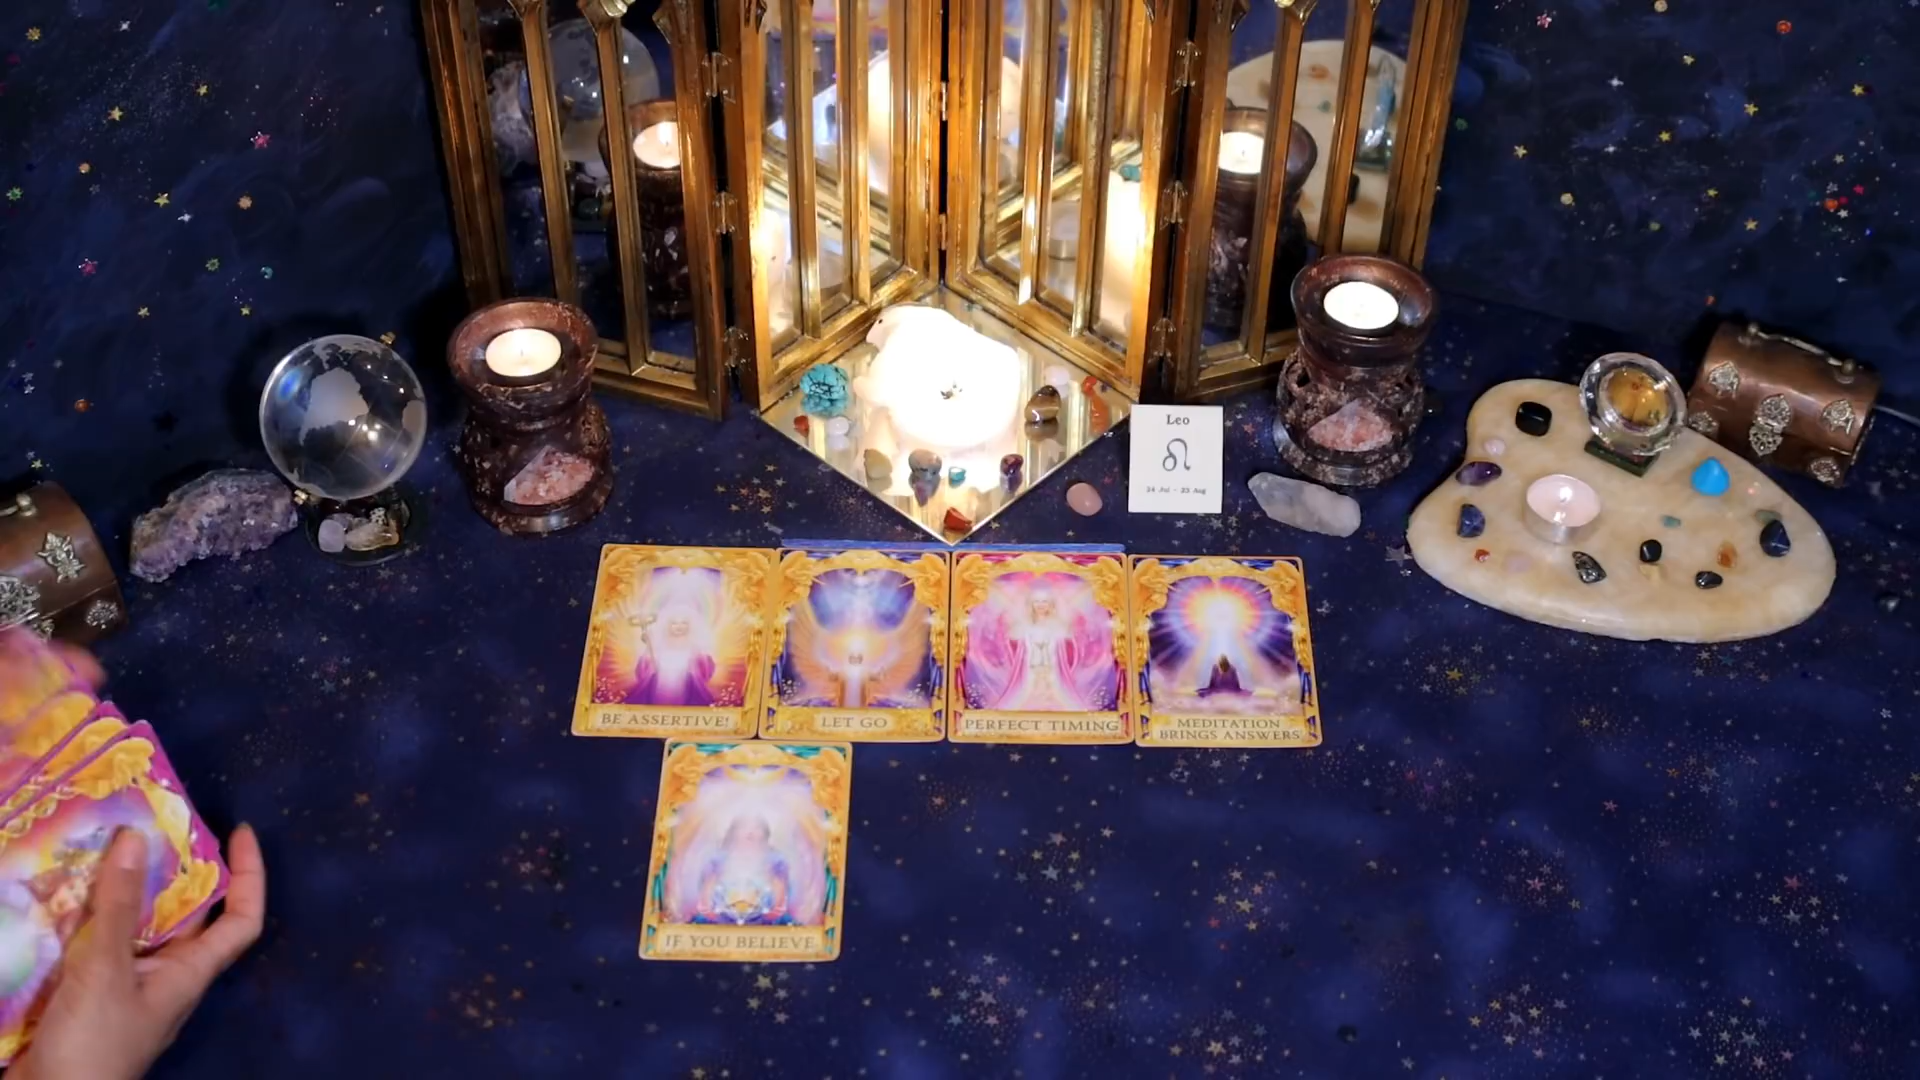 Leo
24 Jul - 23 Aug
BE ASSERTIVE!
LET GO
PERFECT TIMING
MEDITATION
BRINGS ANSWERS
IF YOU BELIEVE